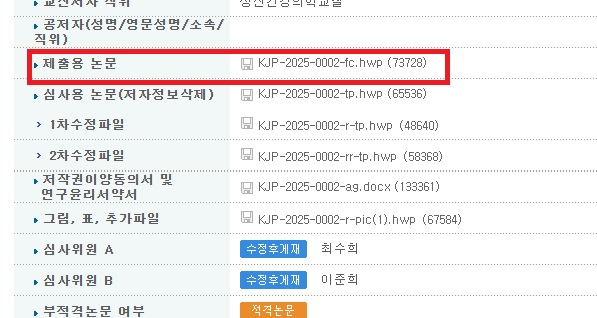 교신저자 직위
정신건강의학교실
공저자(성명/영문성명/소속/
직위)
제출용 논문
KJP-2025-0002-fc.hwp (73728)
심사용 논문(저자정보삭제)
KJP-2025-0002-tp.hwp (65536)
1차수정파일
KJP-2025-0002-r-tp.hwp (48640)
2차수정파일
KJP-2025-0002-rr-tp.hwp (58368)
저작권이양동의서 및
연구윤리서약서
KJP-2025-0002-ag.docx (133361)
그림, 표, 추가파일
KJP-2025-0002-r-pic(1).hwp (67584)
심사위원 A
수정후게재
최수희
심사위원 B
수정후게재
이준희
부적격논문 여부
적격논문